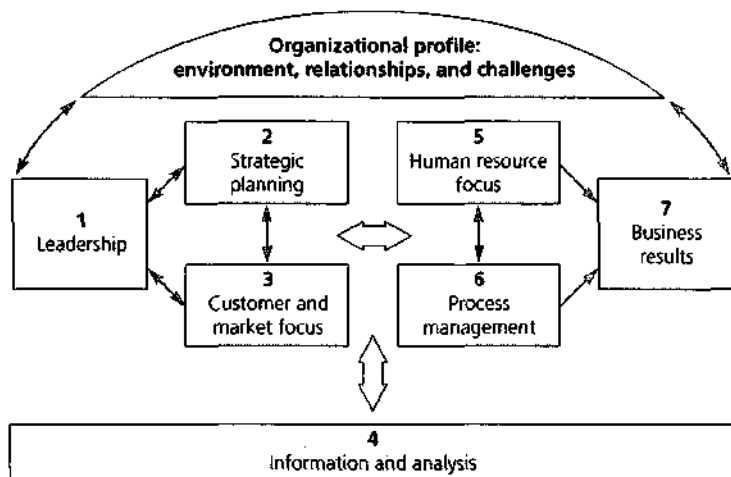 Organizational profile:
environment, relationships, and challenges
1
Leadership
2
Strategic
planning
3
Customer and
market focus
5
Human resource
focus
6
Process
management
7
Business
results
4
Information and analysis